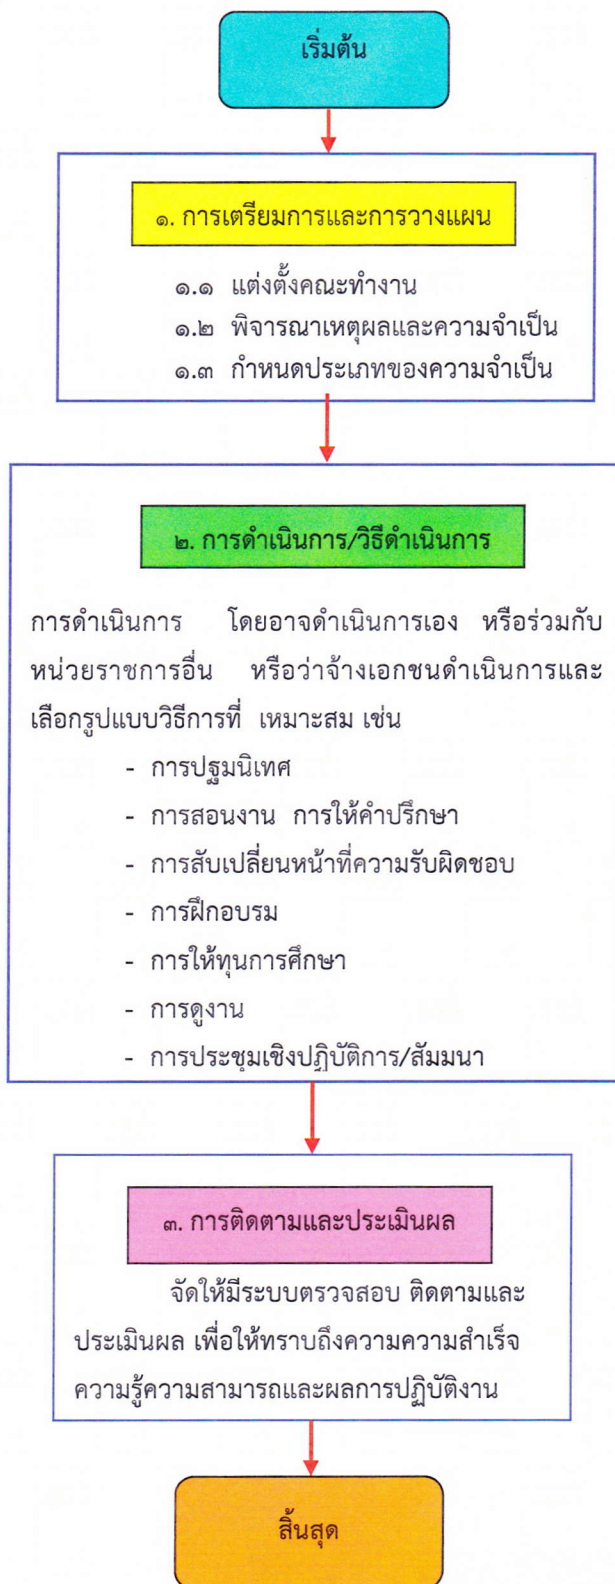 เริ่มต้น
๑. การเตรียมการและการวางแผน
๑.๑ แต่งตั้งคณะทำงาน
๑.๒ พิจารณาเหตุผลและความจำเป็น
๑.๓ กำหนดประเภทของความจำเป็น
๒. การดำเนินการ/วิธีดำเนินการ
การดำเนินการ โดยอาจดำเนินการเอง หรือร่วมกับ
หน่วยราชการอื่น หรือว่าจ้างเอกชนดำเนินการและ
เลือกรูปแบบวิธีการที่ เหมาะสม เช่น
- การปฐมนิเทศ
- การสอนงาน การให้คำปรึกษา
- การสับเปลี่ยนหน้าที่ความรับผิดชอบ
- การฝึกอบรม
- การให้ทุนการศึกษา
- การดูงาน
- การประชุมเชิงปฏิบัติการ/สัมมนา
๓. การติดตามและประเมินผล
จัดให้มีระบบตรวจสอบ ติดตามและ
ประเมินผล เพื่อให้ทราบถึงความความสำเร็จ
ความรู้ความสามารถและผลการปฏิบัติงาน
สิ้นสุด